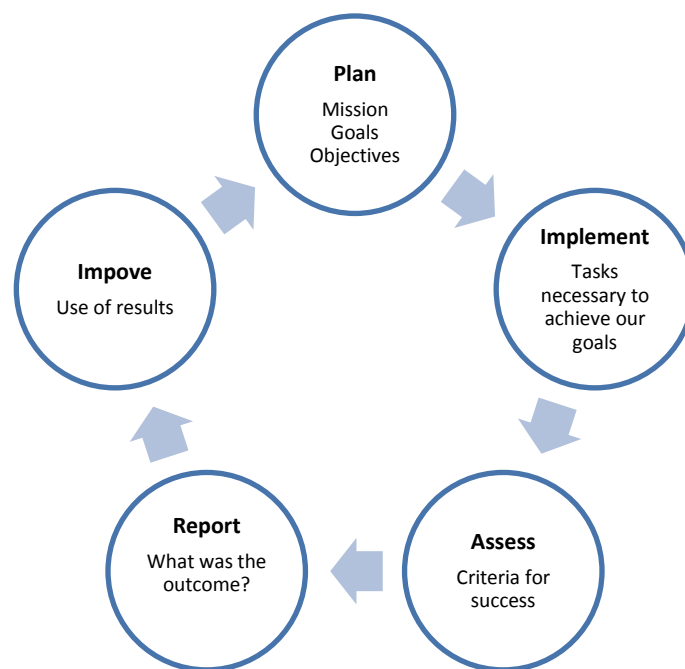 Plan
Mission
Goals
Objectives
Implement
Tasks
necessary to
achieve our
goals
Assess
Criteria for
success
Report
What was the
outcome?
Impove
Use of results